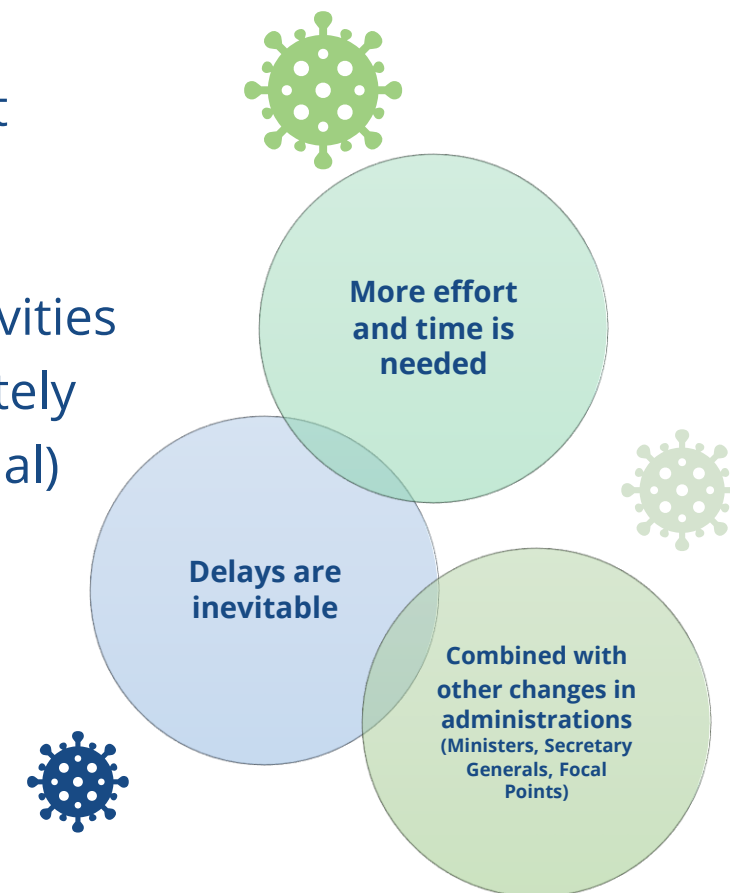 t
vities
tely
al)
More effort
and time is
needed
Delays are
inevitable
Combined with
other changes in
administrations
(Ministers, Secretary
Generals, Focal
Points)